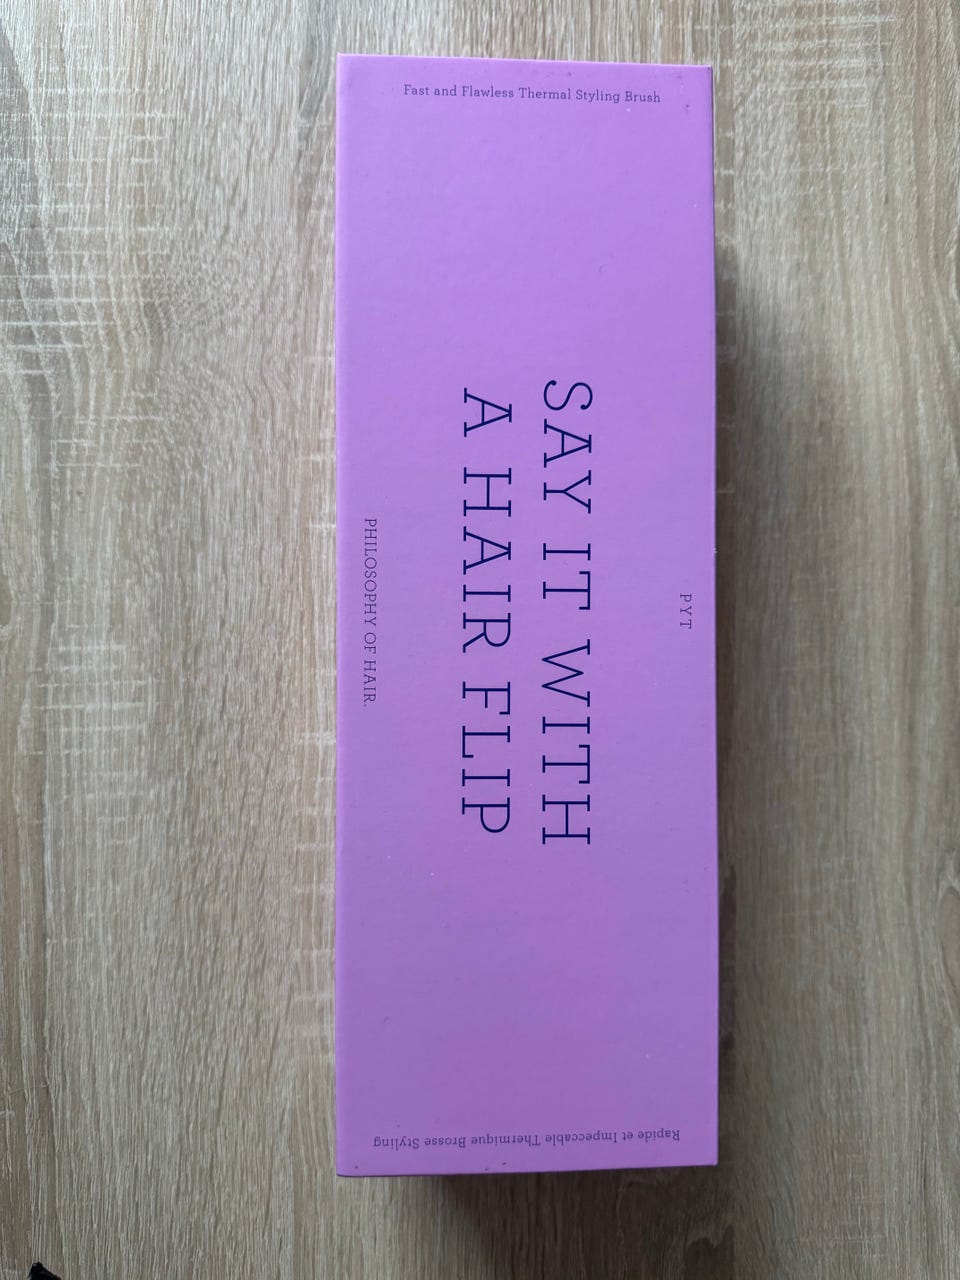 Fast and Flawless Thermal Styling Brush
PYT
SAY IT WITH
A HAIR FLIP
PHILOSOPHY OF HAIR.
Rapide et Impeccable Thermique Brosse Styling